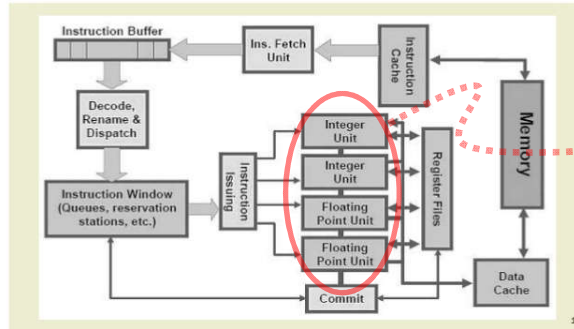 Instruction Buffer
Ins. Fetch
Unit
Instruction
Cache
Decode,
Rename &
Dispatch
Integer
Unit
Memory
Instruction
Issuing
Integer
Unit
Register Files
Instruction Window
(Queues, reservation
stations, etc.)
Floating
Point Unit
Floating
Point Unit
Data
Cache
Commit
1